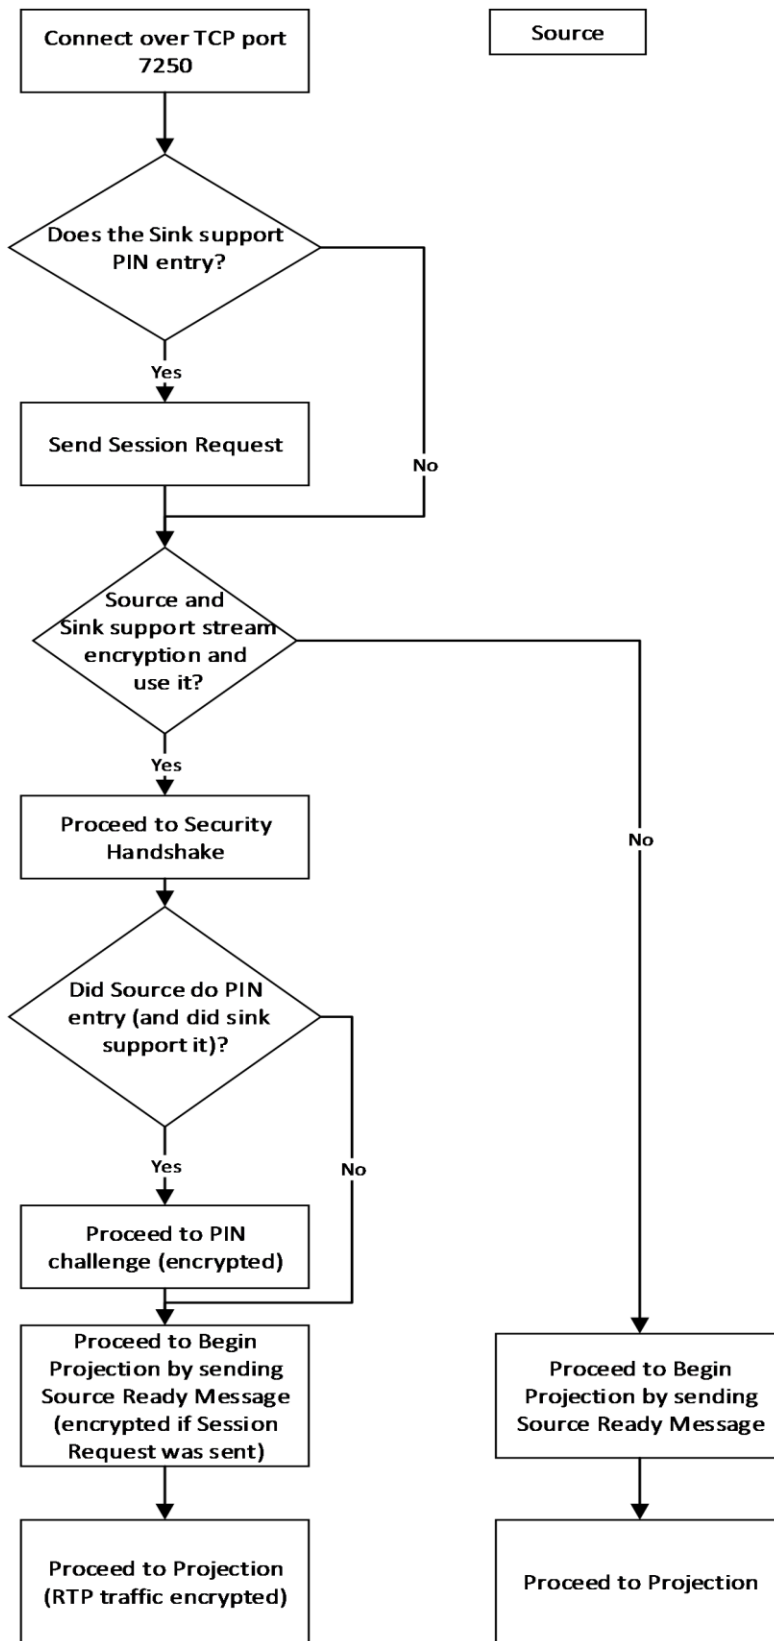 Connect over TCP port
7250
Source
Does the Sink support
PIN entry?
Yes
Send Session Request
No
Source and
Sink support stream
encryption and
use it?
Yes
Proceed to Security
Handshake
No
Did Source do PIN
entry (and did sink
support it)?
Yes
No
Proceed to PIN
challenge (encrypted)
Proceed to Begin
Projection by sending
Source Ready Message
(encrypted if Session
Request was sent)
Proceed to Begin
Projection by sending
Source Ready Message
Proceed to Projection
(RTP traffic encrypted)
Proceed to Projection